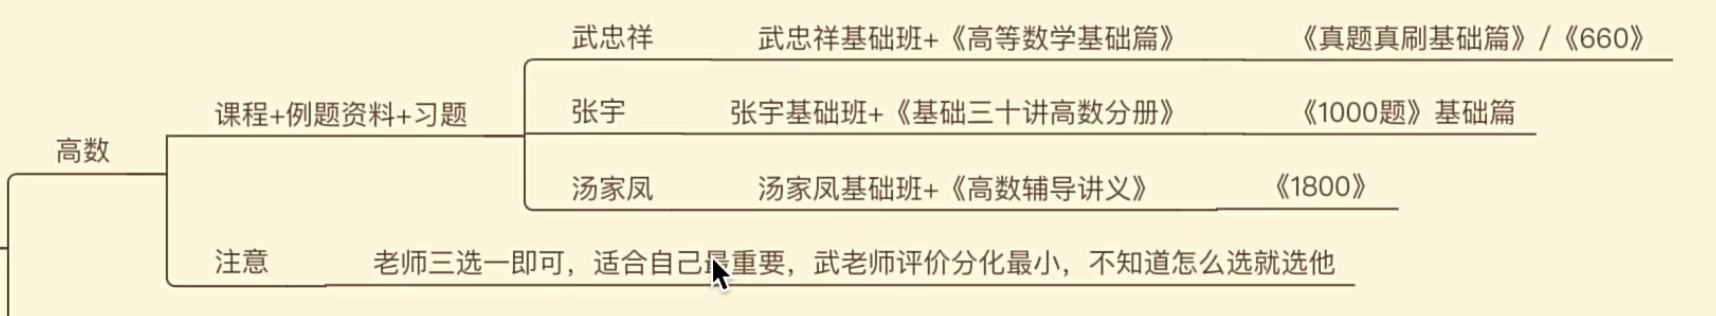 武忠祥 武忠祥基础班+《高等数学基础篇》 《真题真刷基础篇》/《660》
课程+例题资料+习题 张宇 张宇基础班+《基础三十讲高数分册》 《1000题》基础篇
高数
汤家凤 汤家凤基础班+《高数辅导讲义》 《1800》
注意 老师三选一即可，适合自己最重要，武老师评价分化最小，不知道怎么选就选他